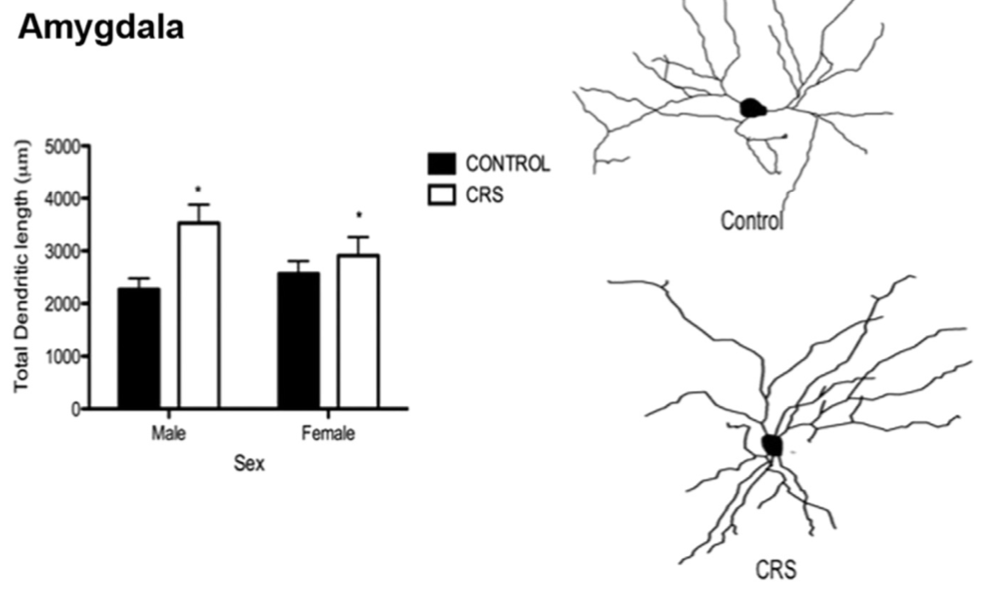 Amygdala
Total Dendritic length (μm)
5000
4000
3000
2000
1000
0
*
*
Male
Female
Sex
CONTROL
CRS
Control
CRS